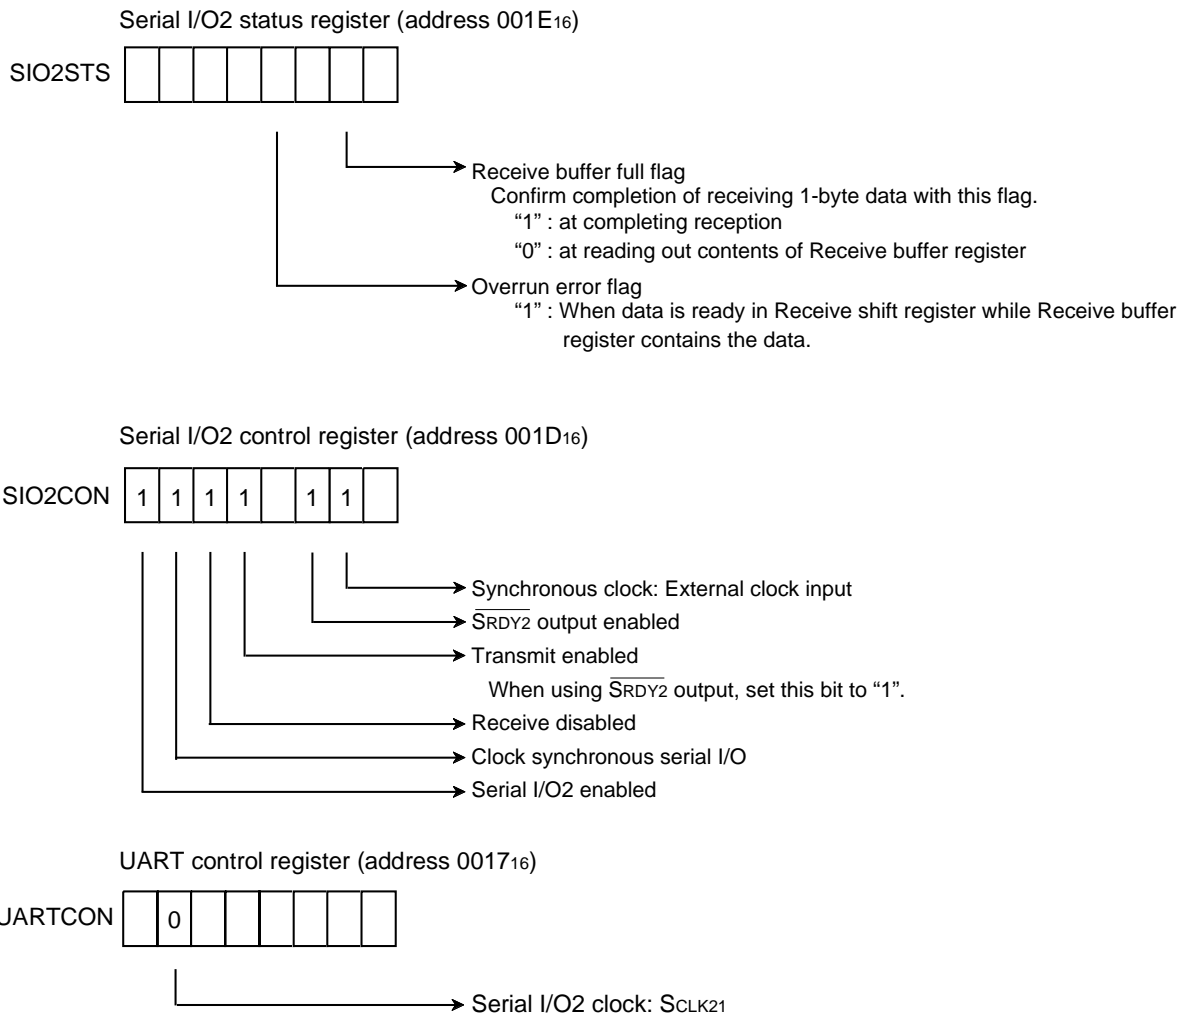 Serial I/O2 status register (address 001E16)
SIO2STS
Receive buffer full flag
Confirm completion of receiving 1-byte data with this flag.
“1” : at completing reception
“0” : at reading out contents of Receive buffer register
Overrun error flag
“1” : When data is ready in Receive shift register while Receive buffer
register contains the data.
Serial I/O2 control register (address 001D16)
SIO2CON 1 1 1 1 1 1
Synchronous clock: External clock input
SRDY2 output enabled
Transmit enabled
When using SRDY2 output, set this bit to “1”.
Receive disabled
Clock synchronous serial I/O
Serial I/O2 enabled
UART control register (address 001716)
UARTCON 0
Serial I/O2 clock: SCLK21